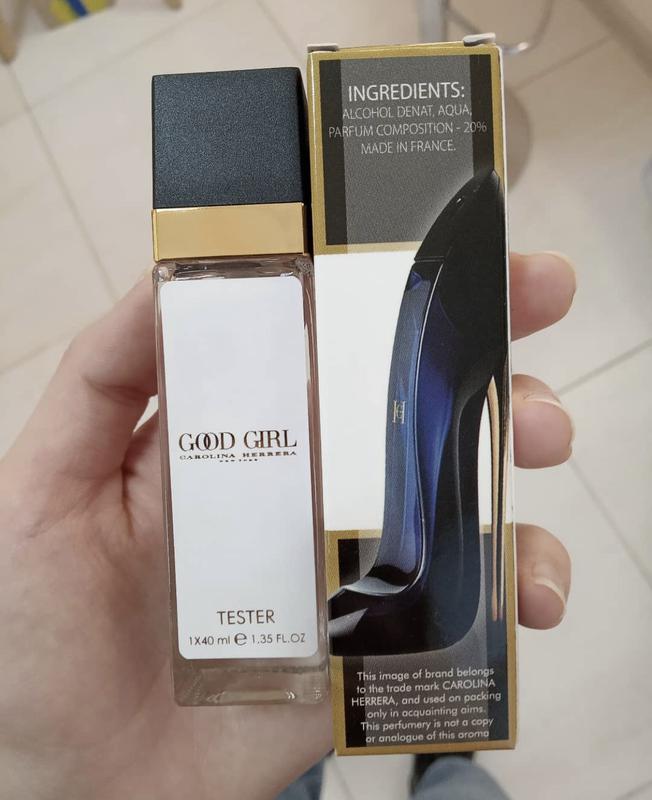 GOOD GIRL
CAROLINA HERRERA
NEW YORK
TESTER
1X40 ml e 1.35 FL.OZ
INGREDIENTS:
ALCOHOL DENAT, AQUA,
PARFUM COMPOSITION - 20%
MADE IN FRANCE.
CH
This image of brand belongs
to the trade mark CAROLINA
HERRERA, and used on packing
only in acquainting aims.
This perfumery is not a copy
or analogue of this aroma